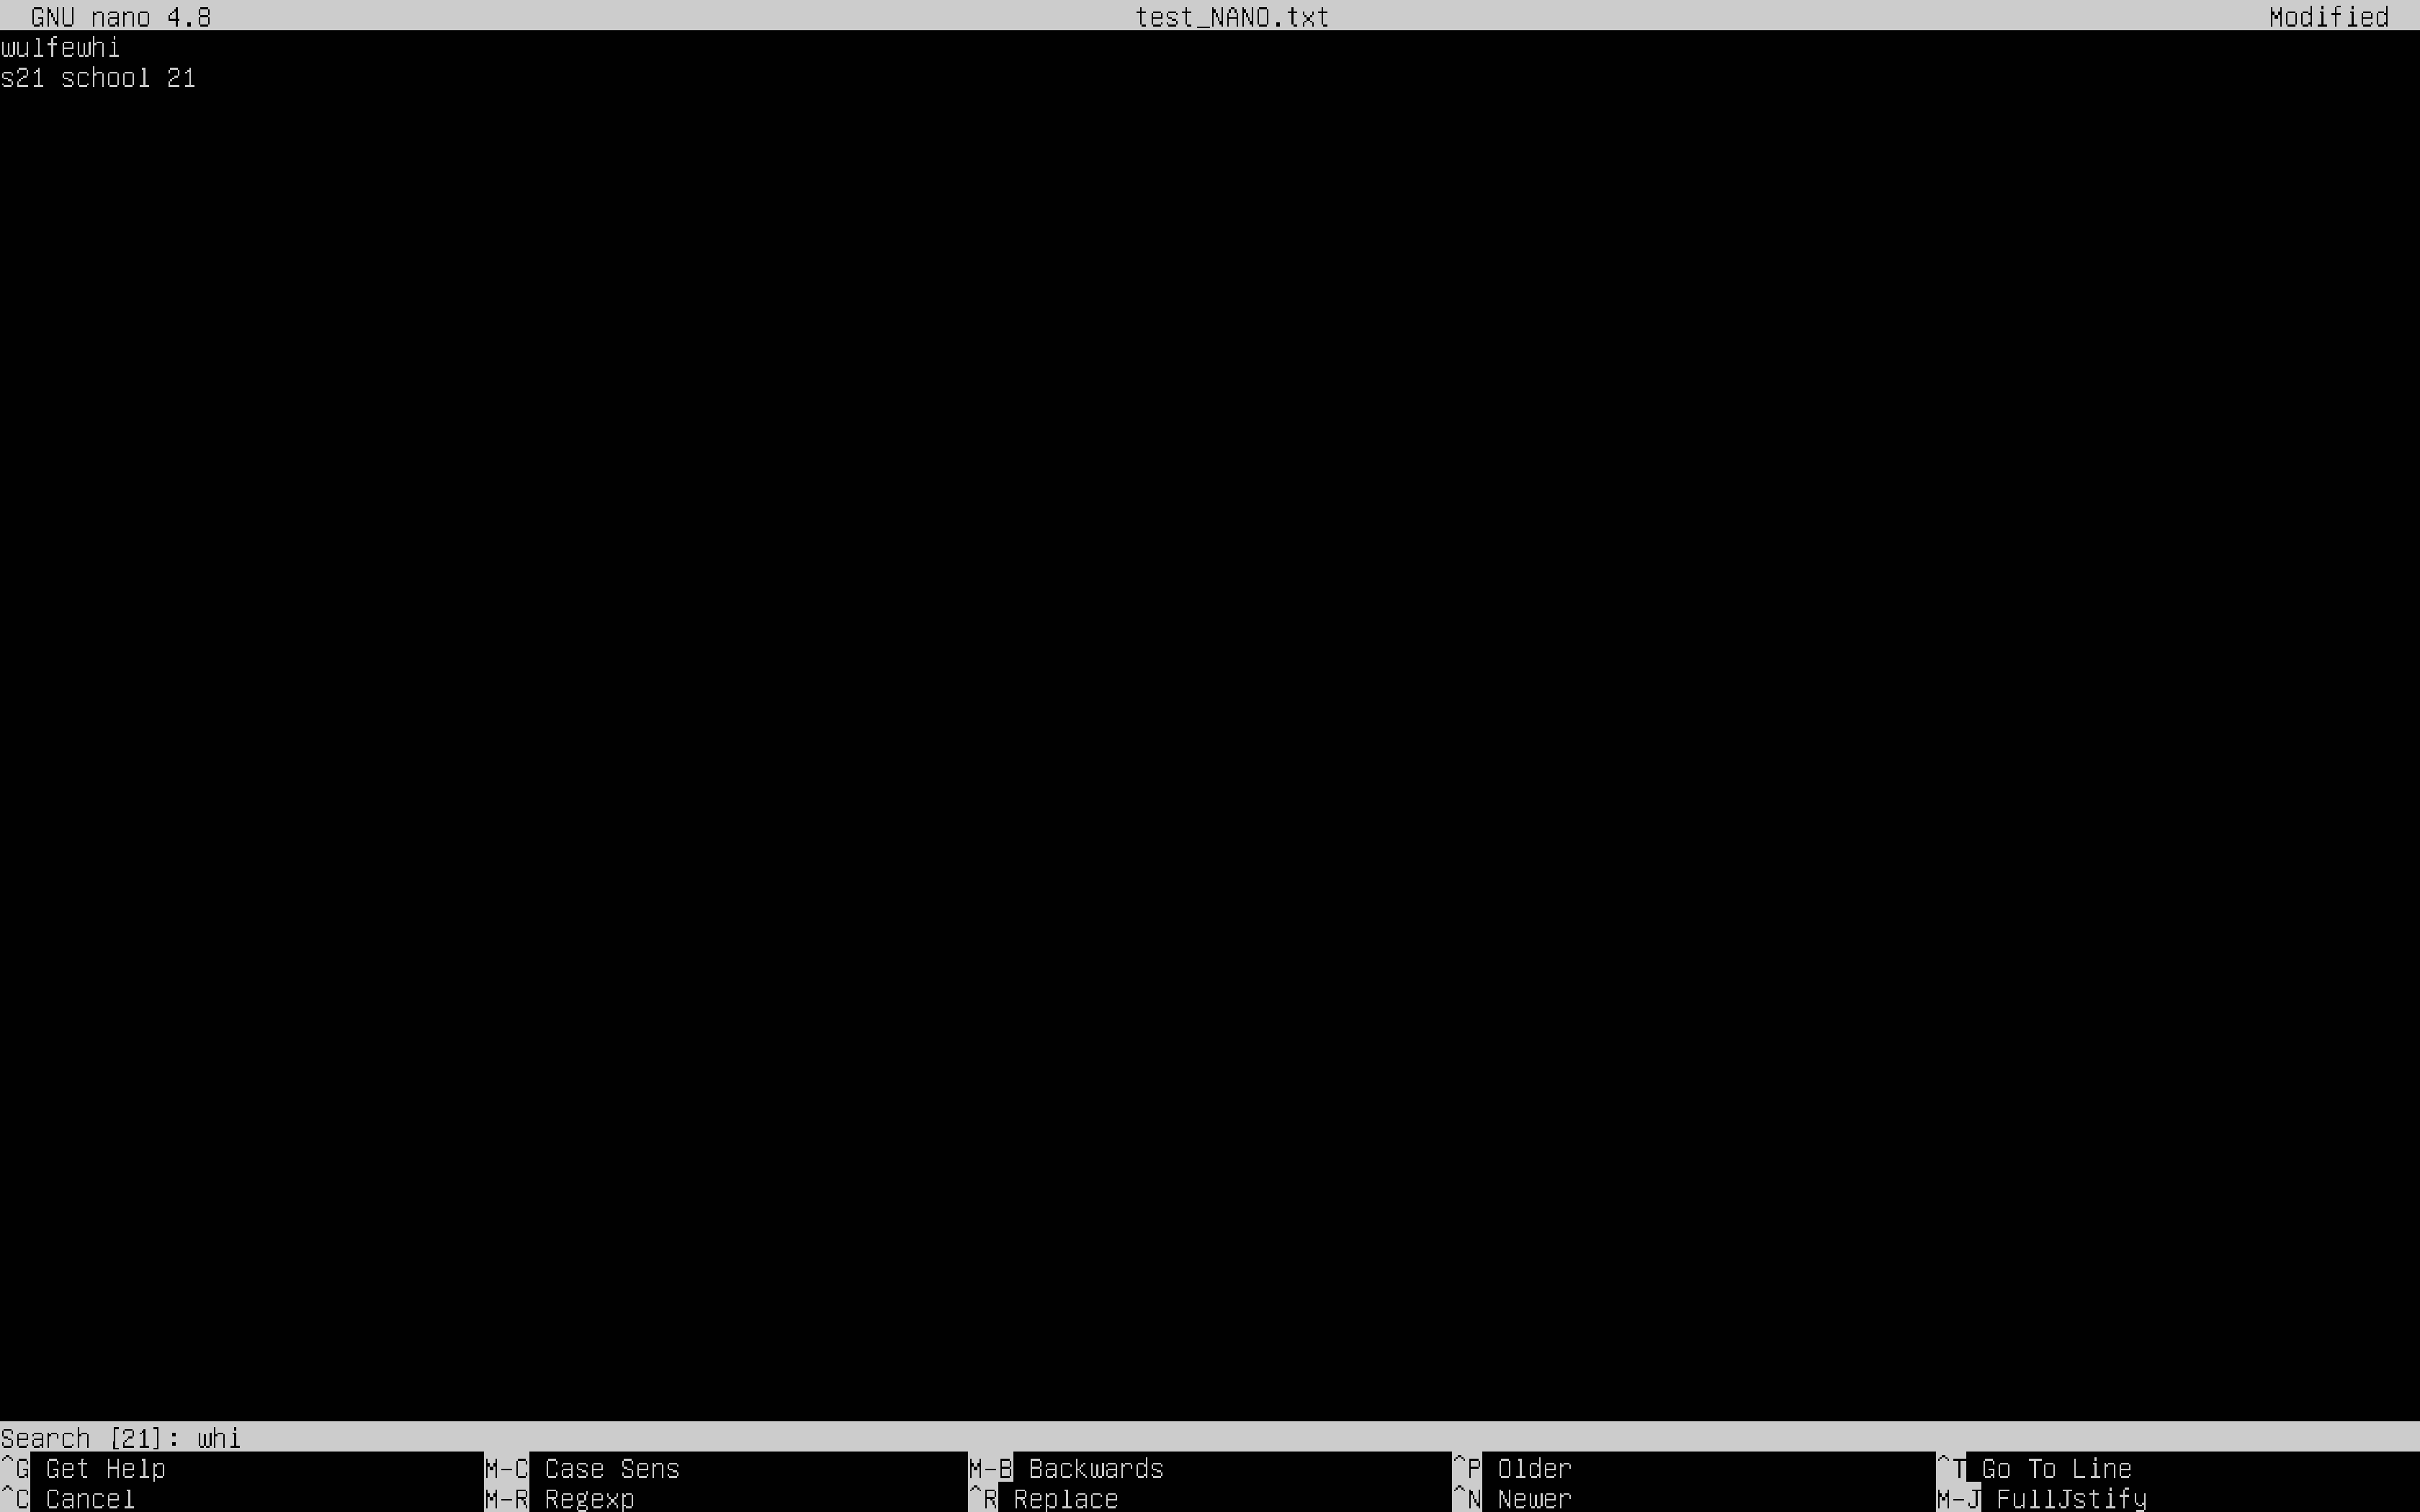 GNU nano 4.8 test_NANO.txt Modified
wulfewhi
s21 school 21
Search [21]: whi
^G Get Help M-C Case Sens M-B Backwards ^P Older ^T Go To Line
^C Cancel M-R Regexp ^R Replace ^N Newer M-J FullJstify